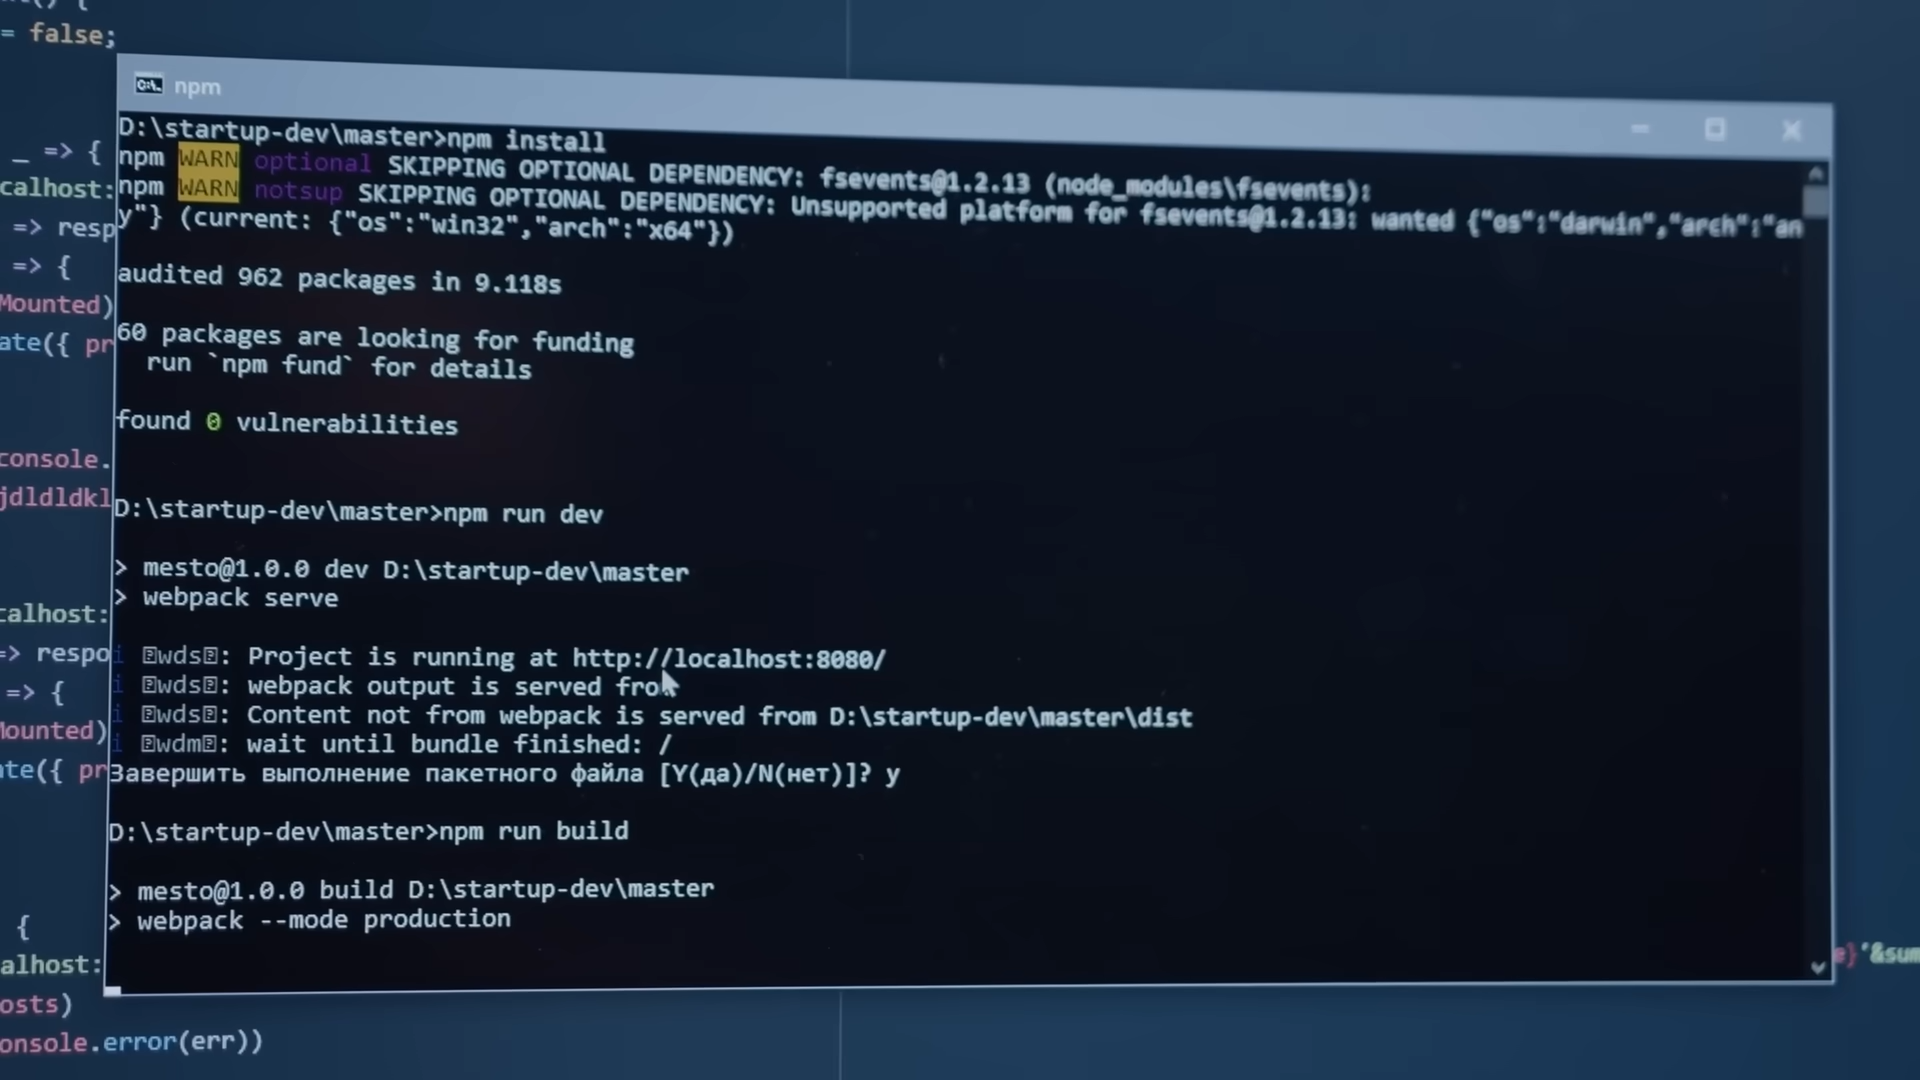 () {
= false;
_ => {
calhost:
=> resp
=> {
Mounted)
ate({ pr
console.
jdldldkl
calhost:
=> respo
=> {
Mounted)
ate({ pr
{
alhost:
osts)
onsole.error(err))
npm
D:\startup-dev\master>npm install
npm WARN optional SKIPPING OPTIONAL DEPENDENCY: fsevents@1.2.13 (node_modules\fsevents):
npm WARN notsup SKIPPING OPTIONAL DEPENDENCY: Unsupported platform for fsevents@1.2.13: wanted {"os":"darwin","arch":"an
y"} (current: {"os":"win32","arch":"x64"})
audited 962 packages in 9.118s
60 packages are looking for funding
run `npm fund` for details
found 0 vulnerabilities
D:\startup-dev\master>npm run dev
> mesto@1.0.0 dev D:\startup-dev\master
> webpack serve
i ⍰wds⍰: Project is running at http://localhost:8080/
i ⍰wds⍰: webpack output is served from
i ⍰wds⍰: Content not from webpack is served from D:\startup-dev\master\dist
i ⍰wdm⍰: wait until bundle finished: /
Завершить выполнение пакетного файла [Y(да)/N(нет)]? y
D:\startup-dev\master>npm run build
> mesto@1.0.0 build D:\startup-dev\master
> webpack --mode production
e}'&sum